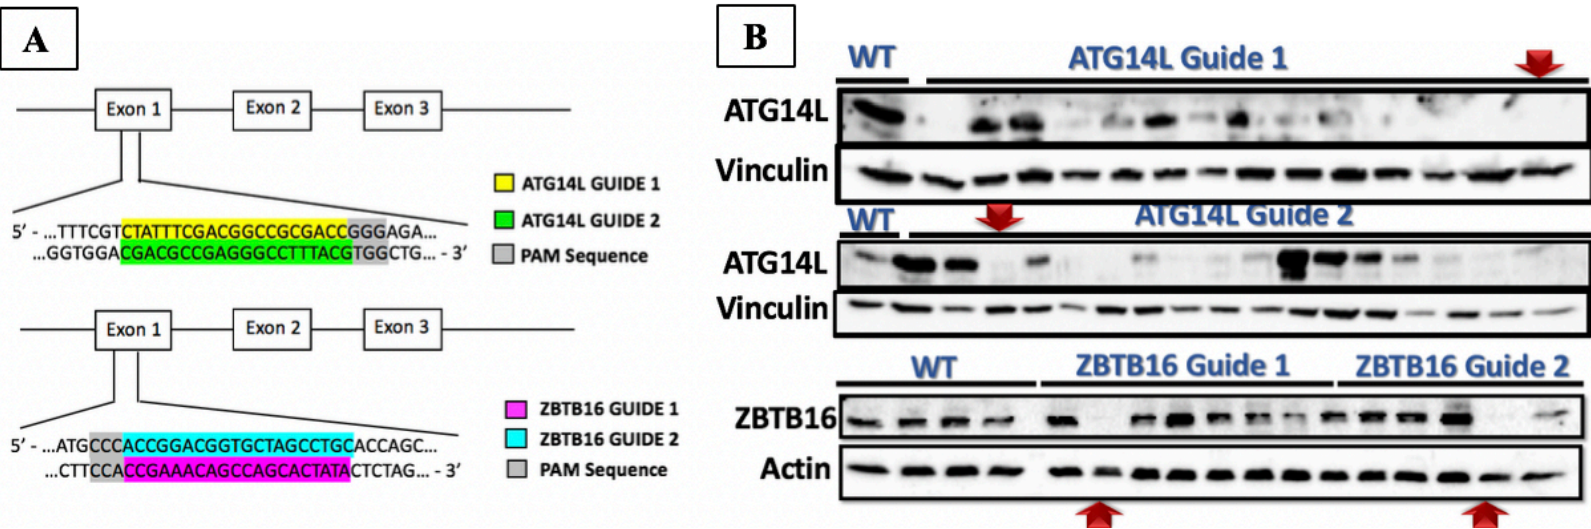 A
Exon 1 Exon 2 Exon 3
ATG14L GUIDE 1
ATG14L GUIDE 2
PAM Sequence
5’ - ...TTTCGTCTATTTCGACGGCCGCGACCGGGAGA...
...GGTGGACGACGCCGAGGGCCTTTACGTGGCTG... - 3’
Exon 1 Exon 2 Exon 3
ZBTB16 GUIDE 1
ZBTB16 GUIDE 2
PAM Sequence
5’ - ...ATGCCCACCGGACGGTGCTAGCCTGCACCAGC...
...CTTCCACCGAAACAGCCAGCACTATACTCTAG... - 3’
B
WT ATG14L Guide 1
ATG14L
Vinculin
WT ATG14L Guide 2
ATG14L
Vinculin
WT ZBTB16 Guide 1 ZBTB16 Guide 2
ZBTB16
Actin